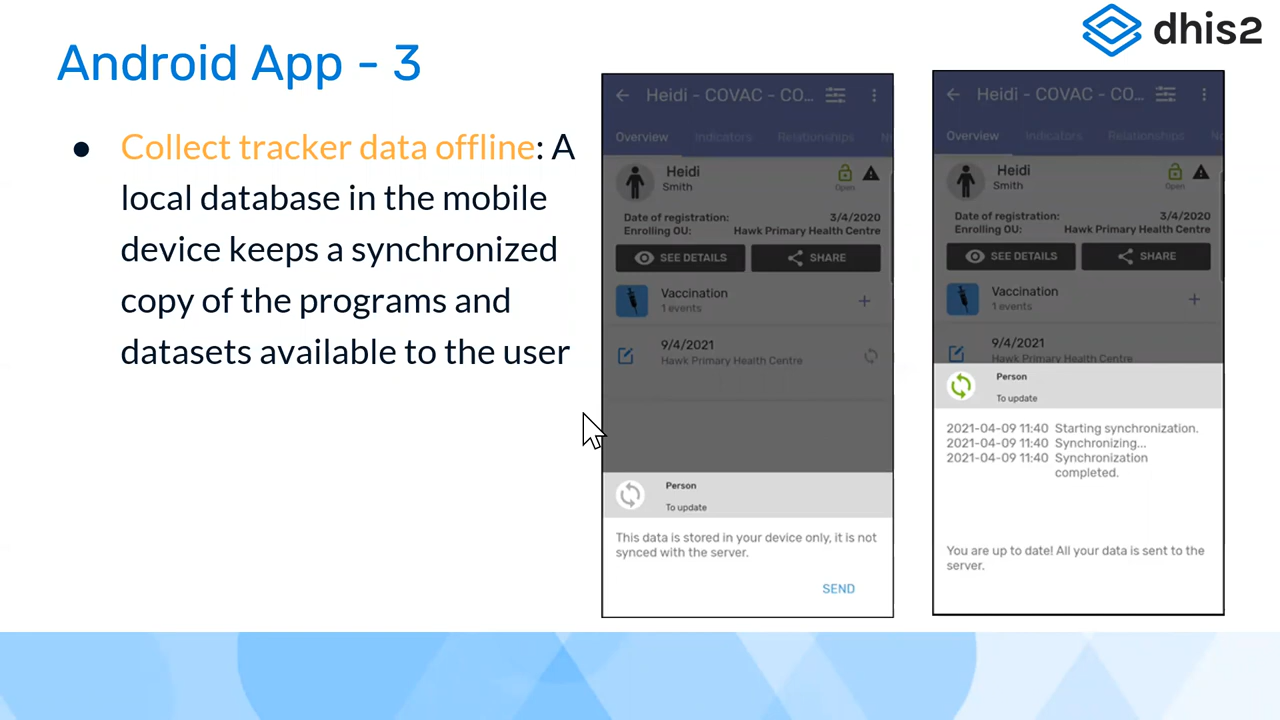 dhis2
Android App - 3
● Collect tracker data offline: A
local database in the mobile
device keeps a synchronized
copy of the programs and
datasets available to the user
Heidi - COVAC - CO...
Overview Indicators Relationships N
Heidi
Smith
Open
Date of registration: 3/4/2020
Enrolling OU: Hawk Primary Health Centre
SEE DETAILS SHARE
Vaccination
1 events
9/4/2021
Hawk Primary Health Centre
Person
To update
This data is stored in your device only, it is not
synced with the server.
SEND
Heidi - COVAC - CO...
Overview Indicators Relationships No
Heidi
Smith
Open
Date of registration: 3/4/2020
Enrolling OU: Hawk Primary Health Centre
SEE DETAILS SHARE
Vaccination
1 events
9/4/2021
Hawk Primary Health Centre
Person
To update
2021-04-09 11:40 Starting synchronization.
2021-04-09 11:40 Synchronizing...
2021-04-09 11:40 Synchronization
completed.
You are up to date! All your data is sent to the
server.